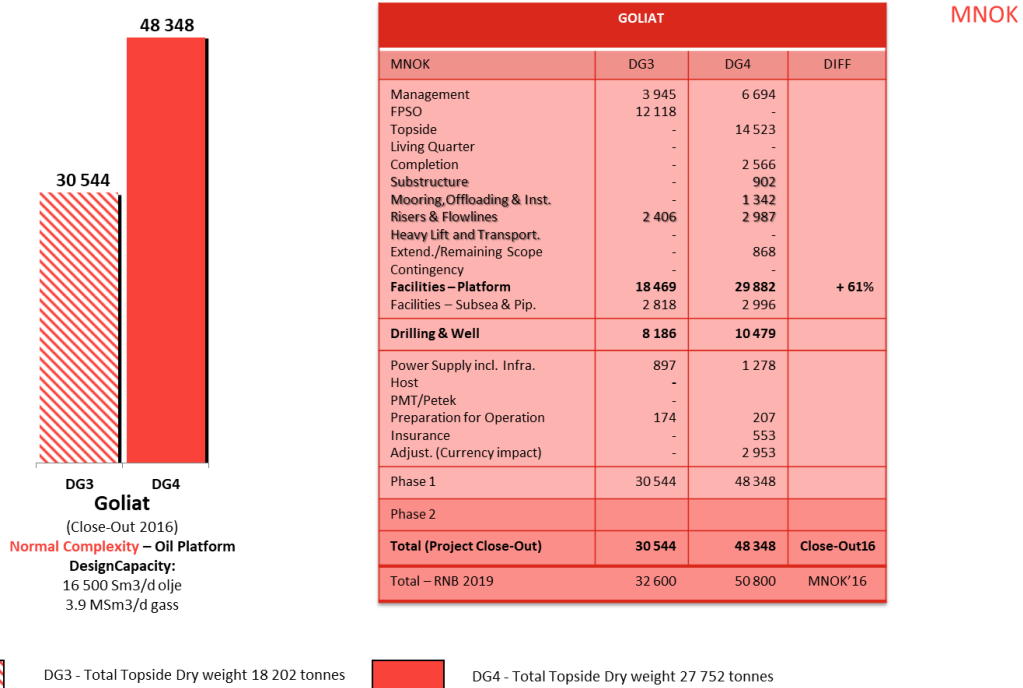 MNOK
48 348
30 544
DG3 DG4
Goliat
(Close-Out 2016)
Normal Complexity – Oil Platform
DesignCapacity:
16 500 Sm3/d olje
3.9 MSm3/d gass
GOLIAT
MNOK DG3 DG4 DIFF
Management 3 945 6 694
FPSO 12 118 -
Topside - 14 523
Living Quarter - -
Completion - 2 566
Substructure - 902
Mooring,Offloading & Inst. - 1 342
Risers & Flowlines 2 406 2 987
Heavy Lift and Transport. - -
Extend./Remaining Scope - 868
Contingency - -
Facilities – Platform 18 469 29 882 + 61%
Facilities – Subsea & Pip. 2 818 2 996
Drilling & Well 8 186 10 479
Power Supply incl. Infra. 897 1 278
Host -
PMT/Petek -
Preparation for Operation 174 207
Insurance - 553
Adjust. (Currency impact) - 2 953
Phase 1 30 544 48 348
Phase 2
Total (Project Close-Out) 30 544 48 348 Close-Out16
Total – RNB 2019 32 600 50 800 MNOK'16
DG3 - Total Topside Dry weight 18 202 tonnes
DG4 - Total Topside Dry weight 27 752 tonnes